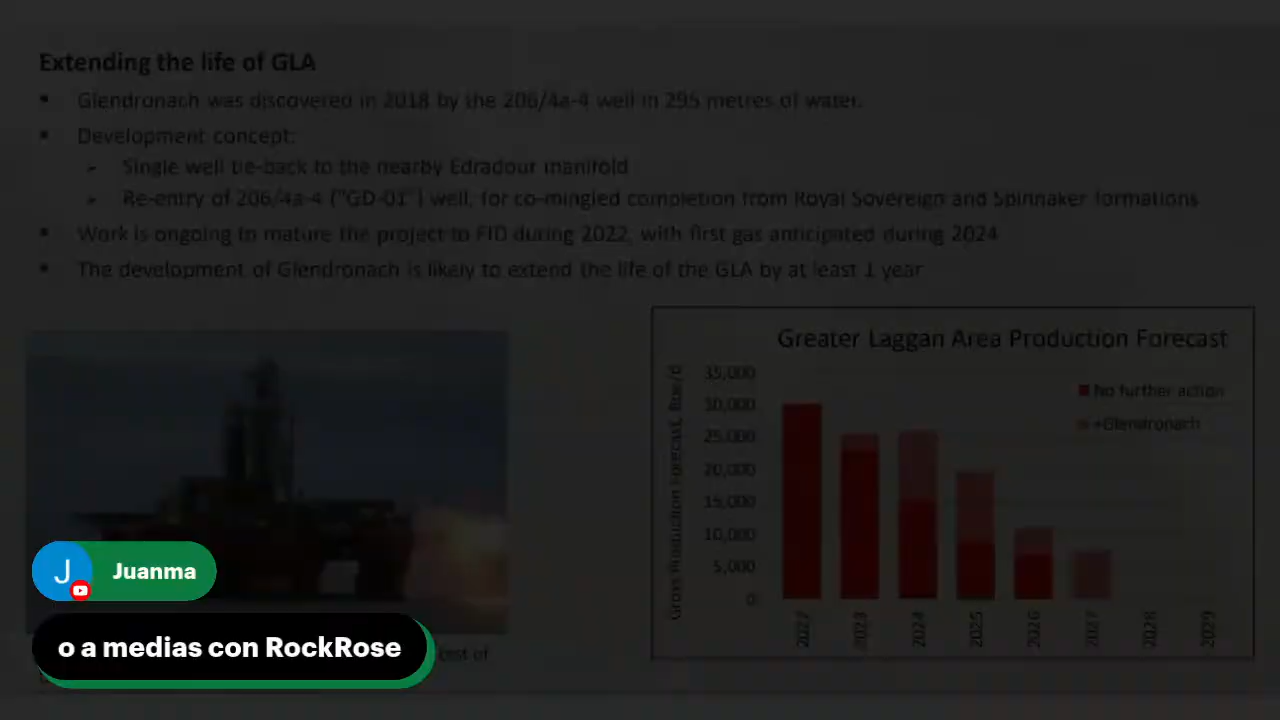 Extending the life of GLA
▪ Glendronach was discovered in 2018 by the 206/4a-4 well in 295 metres of water.
▪ Development concept:
➢ Single well tie-back to the nearby Edradour manifold
➢ Re-entry of 206/4a-4 ("GD-01") well, for co-mingled completion from Royal Sovereign and Spinnaker formations
▪ Work is ongoing to mature the project to FID during 2022, with first gas anticipated during 2024
▪ The development of Glendronach is likely to extend the life of the GLA by at least 1 year
Greater Laggan Area Production Forecast
Gross Production Forecast, Boe/d
35,000
30,000
25,000
20,000
15,000
10,000
5,000
0
No further action
+Glendronach
2022
2023
2024
2025
2026
2027
2028
2029
J
Juanma
o a medias con RockRose
test of